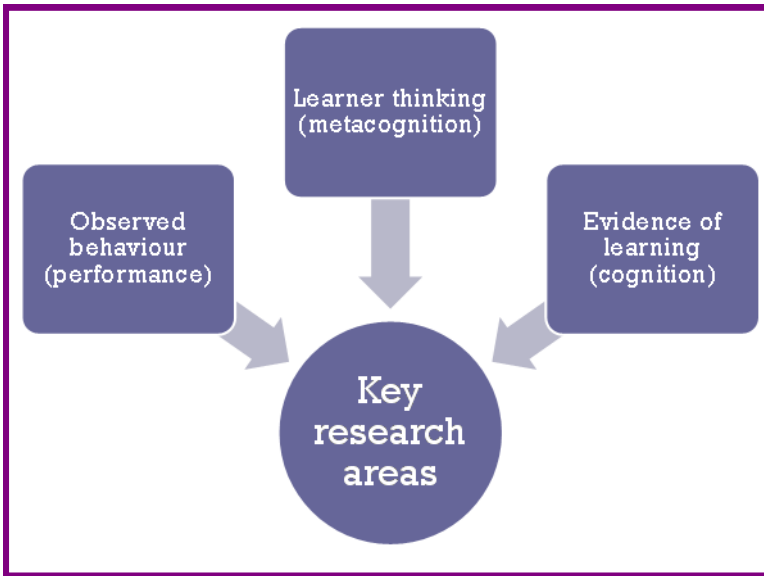 Learner thinking
(metacognition)
Observed
behaviour
(performance)
Evidence of
learning
(cognition)
Key
research
areas